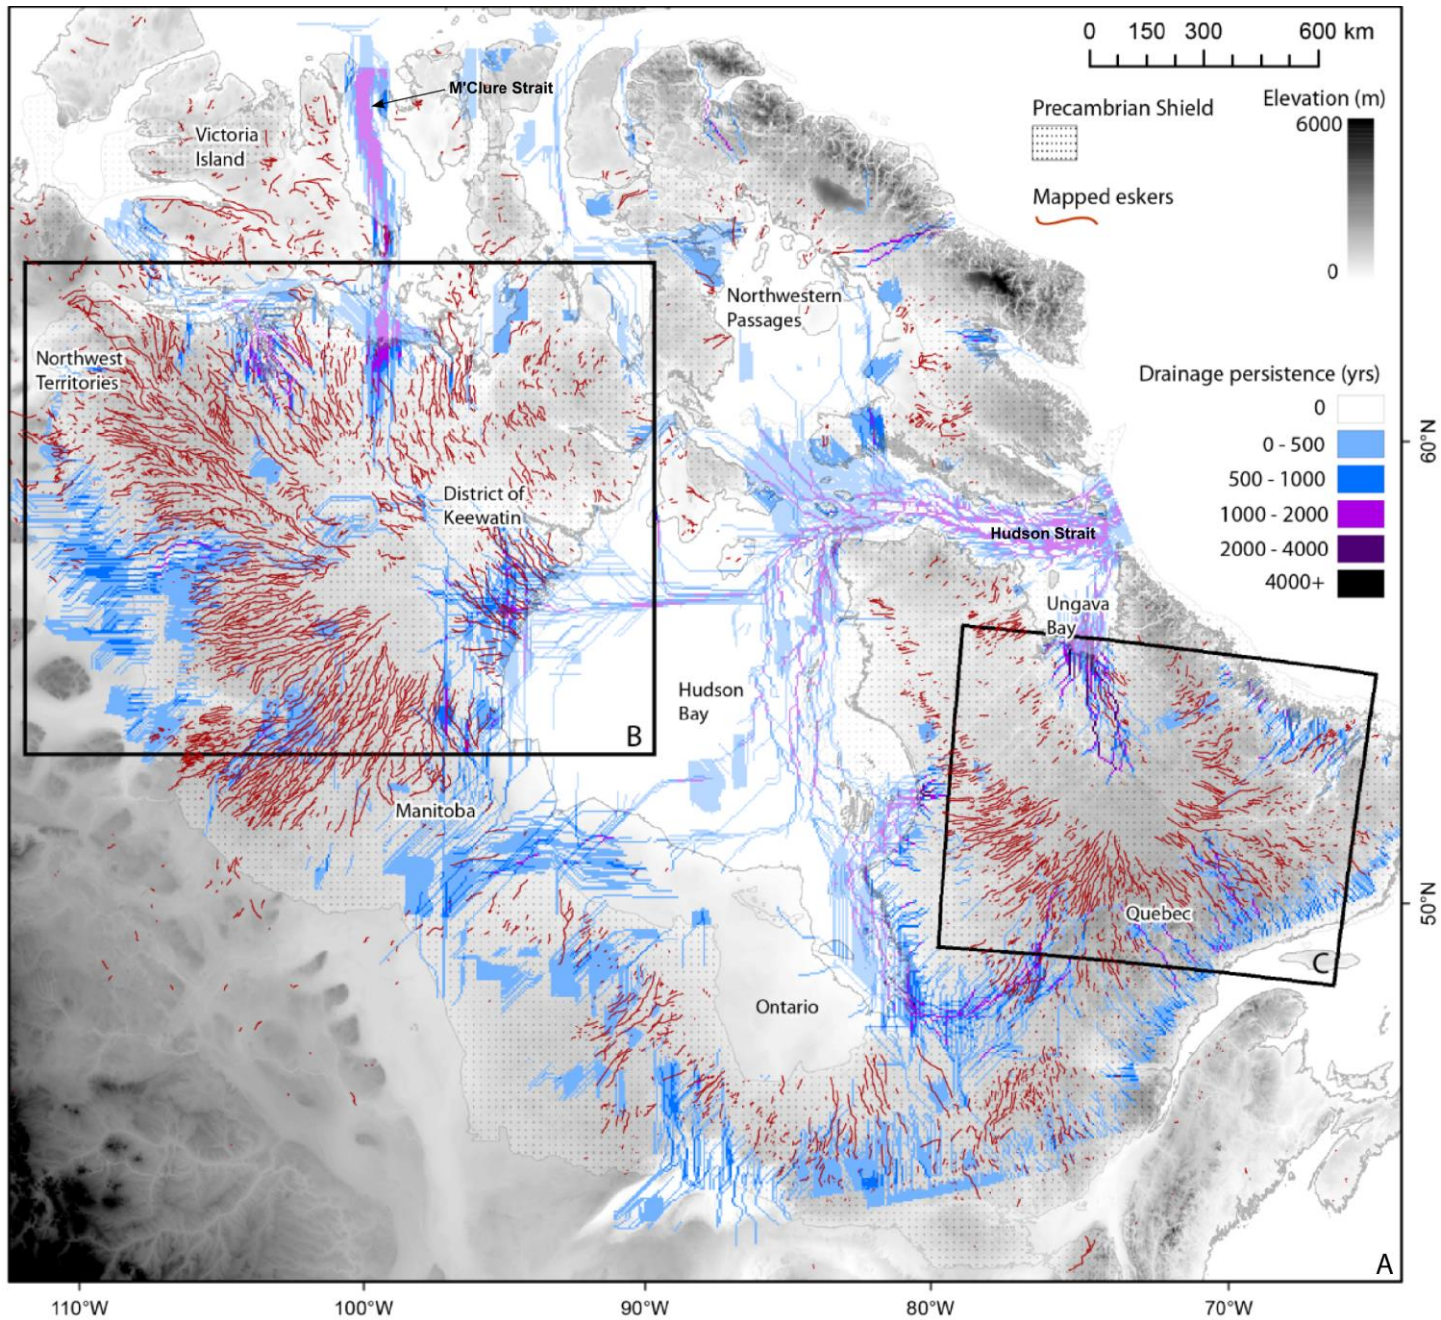 0 150 300 600 km
Precambrian Shield
Elevation (m)
6000
0
Mapped eskers
M'Clure Strait
Victoria
Island
Northwestern
Passages
Northwest
Territories
Drainage persistence (yrs)
0
0 - 500
500 - 1000
1000 - 2000
2000 - 4000
4000+
60°N
District of
Keewatin
Hudson Strait
Ungava
Bay
Hudson
Bay
B
Manitoba
50°N
Quebec
C
Ontario
A
110°W 100°W 90°W 80°W 70°W